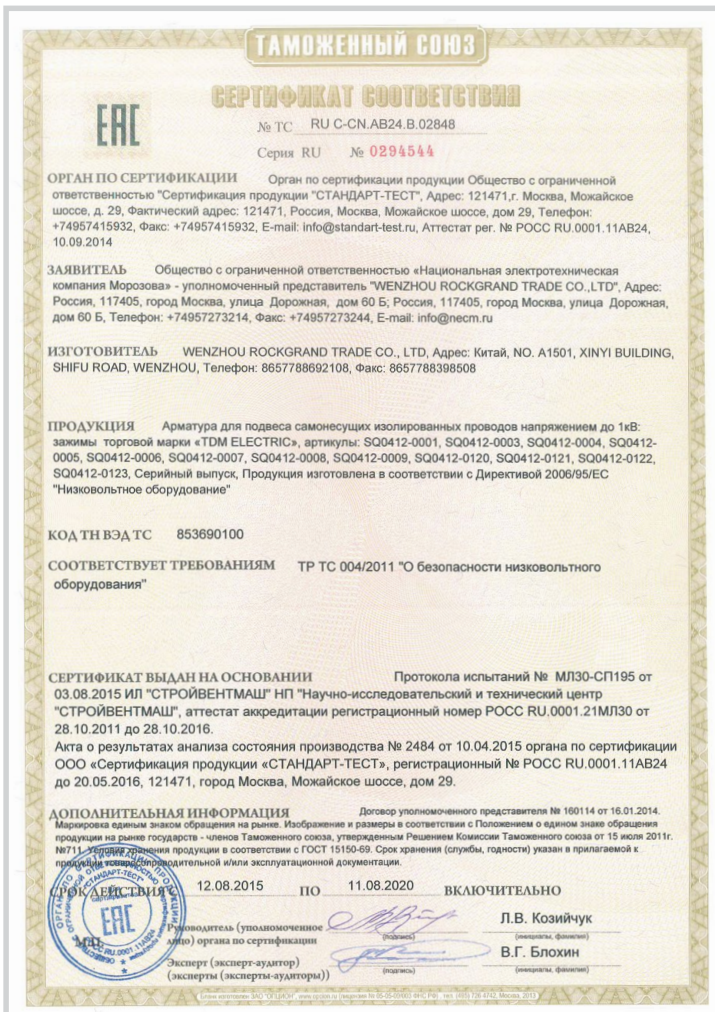 ТАМОЖЕННЫЙ СОЮЗ
СЕРТИФИКАТ СООТВЕТСТВИЯ
ЕАС
№ ТС RU С-CN.АВ24.В.02848
Серия RU № 0294544
ОРГАН ПО СЕРТИФИКАЦИИ Орган по сертификации продукции Общество с ограниченной
ответственностью "Сертификация продукции "СТАНДАРТ-ТЕСТ", Адрес: 121471,г. Москва, Можайское
шоссе, д. 29, Фактический адрес: 121471, Россия, Москва, Можайское шоссе, дом 29, Телефон:
+74957415932, Факс: +74957415932, E-mail: info@standart-test.ru, Аттестат рег. № РОСС RU.0001.11АВ24,
10.09.2014
ЗАЯВИТЕЛЬ Общество с ограниченной ответственностью «Национальная электротехническая
компания Морозова» - уполномоченный представитель "WENZHOU ROCKGRAND TRADE CO.,LTD", Адрес:
Россия, 117405, город Москва, улица Дорожная, дом 60 Б; Россия, 117405, город Москва, улица Дорожная,
дом 60 Б, Телефон: +74957273214, Факс: +74957273244, E-mail: info@necm.ru
ИЗГОТОВИТЕЛЬ WENZHOU ROCKGRAND TRADE CO., LTD, Адрес: Китай, NO. A1501, XINYI BUILDING,
SHIFU ROAD, WENZHOU, Телефон: 8657788692108, Факс: 8657788398508
ПРОДУКЦИЯ Арматура для подвеса самонесущих изолированных проводов напряжением до 1кВ:
зажимы торговой марки «TDM ELECTRIC», артикулы: SQ0412-0001, SQ0412-0003, SQ0412-0004, SQ0412-
0005, SQ0412-0006, SQ0412-0007, SQ0412-0008, SQ0412-0009, SQ0412-0120, SQ0412-0121, SQ0412-0122,
SQ0412-0123, Серийный выпуск, Продукция изготовлена в соответствии с Директивой 2006/95/ЕС
"Низковольтное оборудование"
КОД ТН ВЭД ТС 853690100
СООТВЕТСТВУЕТ ТРЕБОВАНИЯМ ТР ТС 004/2011 "О безопасности низковольтного
оборудования"
СЕРТИФИКАТ ВЫДАН НА ОСНОВАНИИ Протокола испытаний № МЛ30-СП195 от
03.08.2015 ИЛ "СТРОЙВЕНТМАШ" НП "Научно-исследовательский и технический центр
"СТРОЙВЕНТМАШ", аттестат аккредитации регистрационный номер РОСС RU.0001.21МЛ30 от
28.10.2011 до 28.10.2016.
Акта о результатах анализа состояния производства № 2484 от 10.04.2015 органа по сертификации
ООО «Сертификация продукции «СТАНДАРТ-ТЕСТ», регистрационный № РОСС RU.0001.11АВ24
до 20.05.2016, 121471, город Москва, Можайское шоссе, дом 29.
ДОПОЛНИТЕЛЬНАЯ ИНФОРМАЦИЯ Договор уполномоченного представителя № 160114 от 16.01.2014.
Маркировка единым знаком обращения на рынке. Изображение и размеры в соответствии с Положением о едином знаке обращения
продукции на рынке государств - членов Таможенного союза, утвержденным Решением Комиссии Таможенного союза от 15 июля 2011г.
№711. Условия хранения продукции в соответствии с ГОСТ 15150-69. Срок хранения (службы, годности) указан в прилагаемой к
продукции товаросопроводительной и/или эксплуатационной документации.
СРОК ДЕЙСТВИЯ С 12.08.2015 ПО 11.08.2020 ВКЛЮЧИТЕЛЬНО
М.П.
Руководитель (уполномоченное
лицо) органа по сертификации
(подпись)
Л.В. Козийчук
(инициалы, фамилия)
Эксперт (эксперт-аудитор)
(эксперты (эксперты-аудиторы))
(подпись)
В.Г. Блохин
(инициалы, фамилия)
ЕАС
"СТАНДАРТ-ТЕСТ"